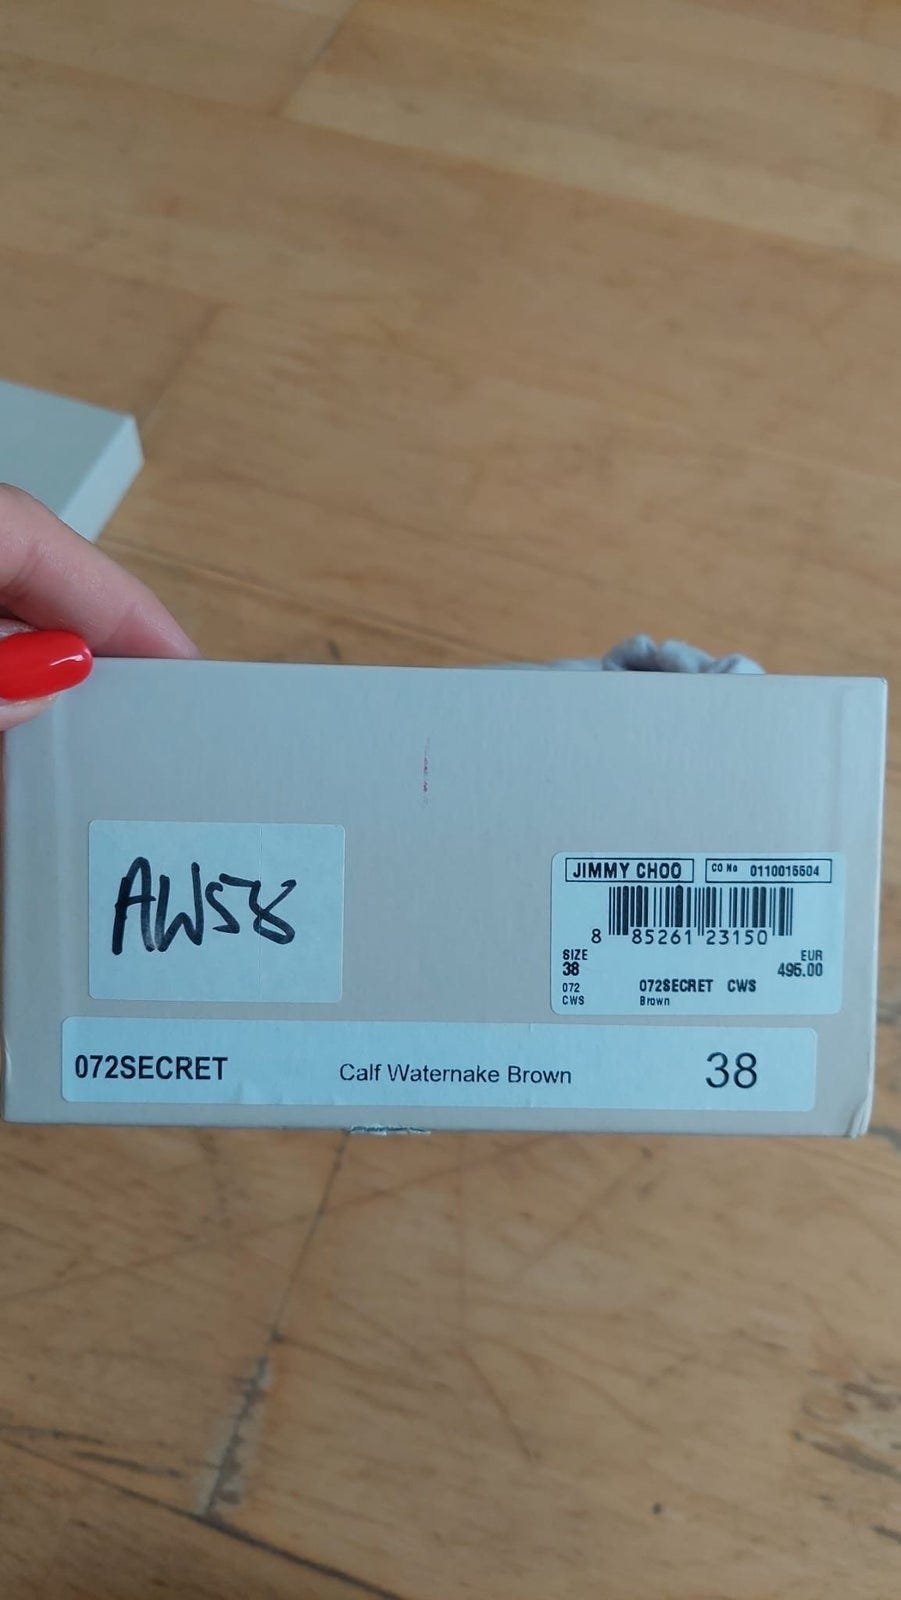 AW58
JIMMY CHOO
CO No 0110015504
8 85261 23150
SIZE
38
EUR
495.00
072
CWS
072SECRET CWS
Brown
072SECRET
Calf Waternake Brown
38